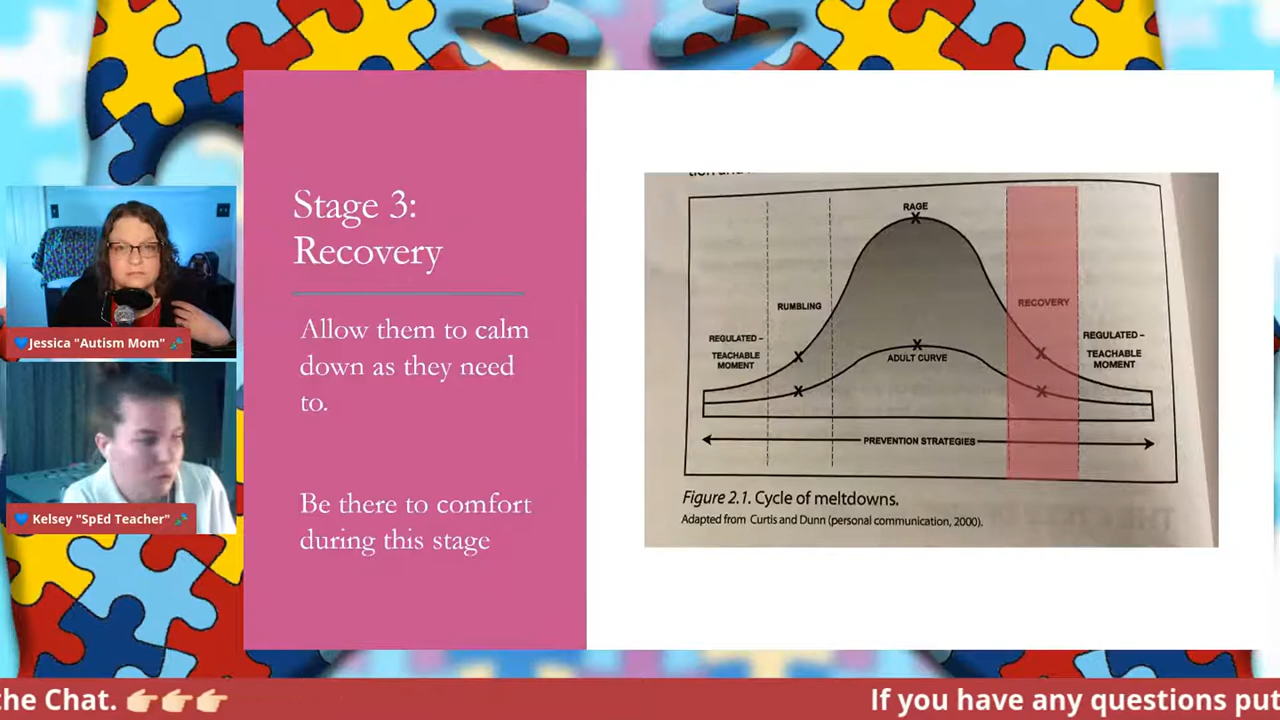 Stage 3:
Recovery
Allow them to calm
down as they need
to.
Be there to comfort
during this stage
RAGE
RUMBLING
RECOVERY
REGULATED –
TEACHABLE
MOMENT
ADULT CURVE
REGULATED –
TEACHABLE
MOMENT
PREVENTION STRATEGIES
Figure 2.1. Cycle of meltdowns.
Adapted from Curtis and Dunn (personal communication, 2000).
💙Jessica "Autism Mom"
💙 Kelsey "SpEd Teacher"
the Chat. 👉🏻👉🏻👉🏻 If you have any questions put